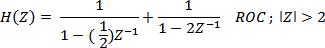 H(Z) = 1/(1 − (1/2)Z⁻¹) + 1/(1 − 2Z⁻¹) ROC ; |Z| > 2